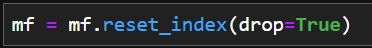 mf = mf.reset_index(drop=True)